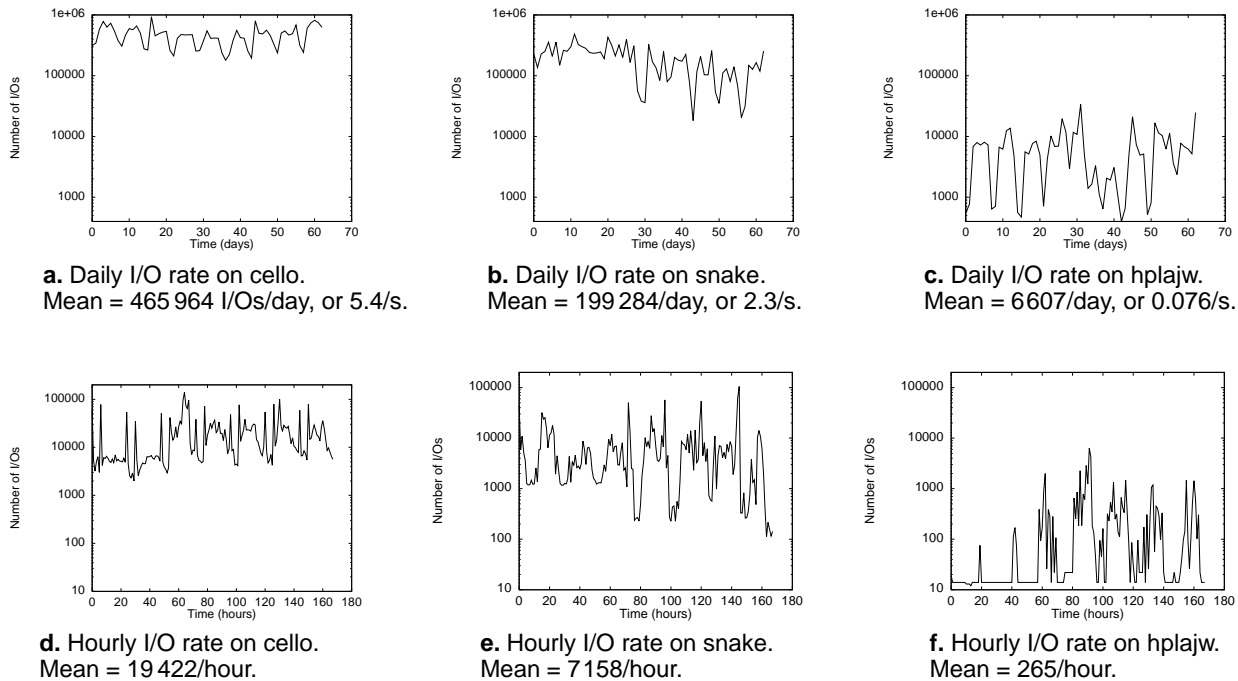 1e+06
100000
10000
1000
Number of I/Os
0 10 20 30 40 50 60 70
Time (days)
a. Daily I/O rate on cello.
Mean = 465 964 I/Os/day, or 5.4/s.
1e+06
100000
10000
1000
Number of I/Os
0 10 20 30 40 50 60 70
Time (days)
b. Daily I/O rate on snake.
Mean = 199 284/day, or 2.3/s.
1e+06
100000
10000
1000
Number of I/Os
0 10 20 30 40 50 60 70
Time (days)
c. Daily I/O rate on hplajw.
Mean = 6 607/day, or 0.076/s.
100000
10000
1000
100
10
Number of I/Os
0 20 40 60 80 100 120 140 160 180
Time (hours)
d. Hourly I/O rate on cello.
Mean = 19 422/hour.
100000
10000
1000
100
10
Number of I/Os
0 20 40 60 80 100 120 140 160 180
Time (hours)
e. Hourly I/O rate on snake.
Mean = 7 158/hour.
100000
10000
1000
100
10
Number of I/Os
0 20 40 60 80 100 120 140 160 180
Time (hours)
f. Hourly I/O rate on hplajw.
Mean = 265/hour.